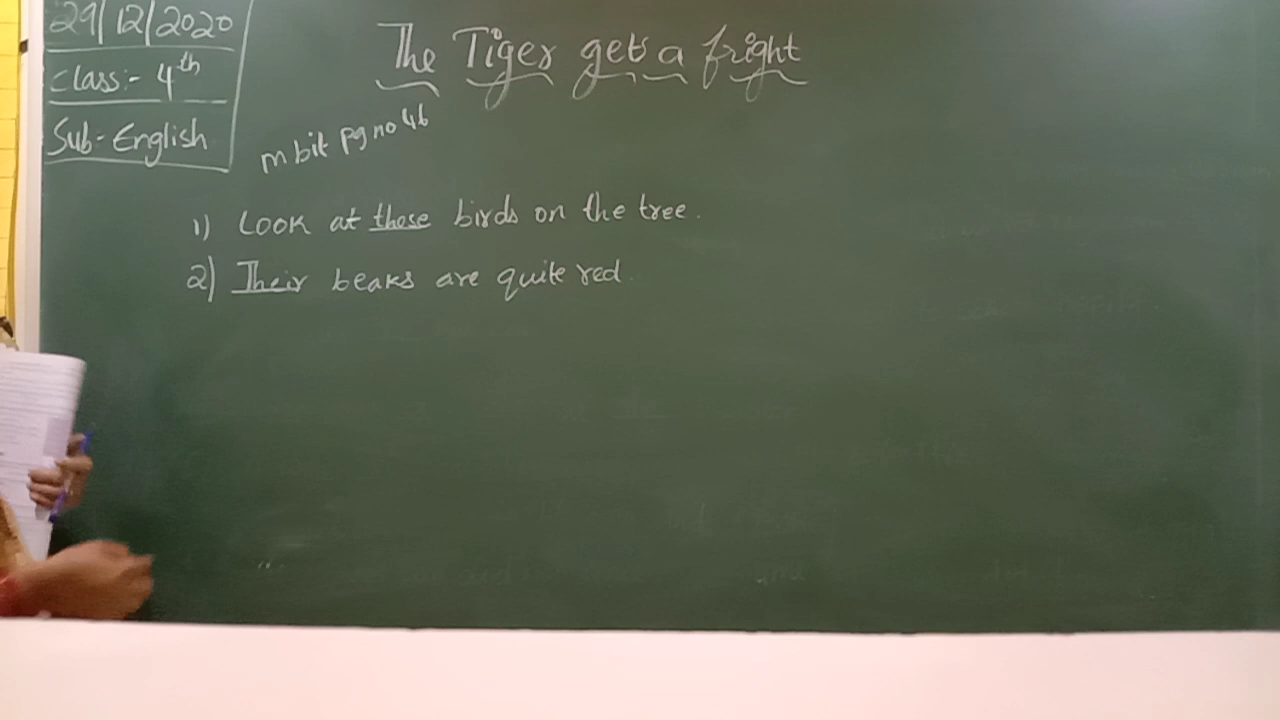 29/12/2020
Class:- 4th
Sub- English
The Tiger gets a fright
m bit pg no 46
1) Look at those birds on the tree.
2) Their beaks are quite red.